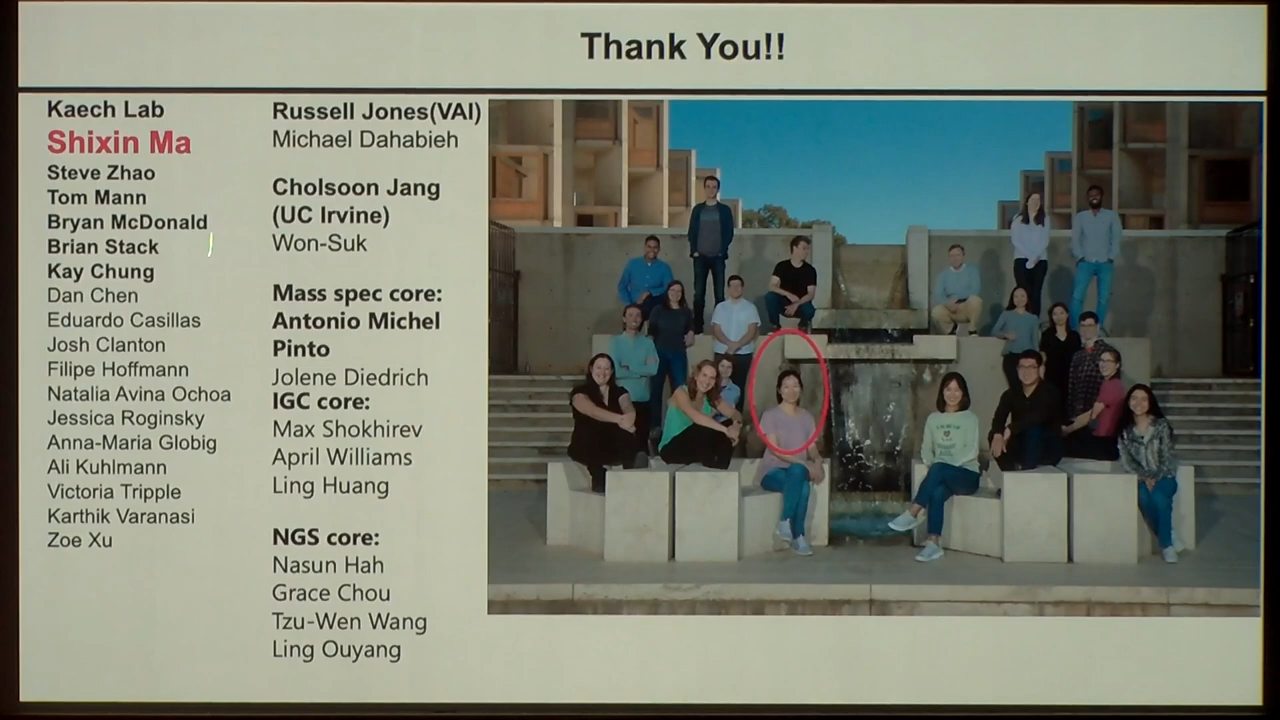 Thank You!!
Kaech Lab
Shixin Ma
Steve Zhao
Tom Mann
Bryan McDonald
Brian Stack
Kay Chung
Dan Chen
Eduardo Casillas
Josh Clanton
Filipe Hoffmann
Natalia Avina Ochoa
Jessica Roginsky
Anna-Maria Globig
Ali Kuhlmann
Victoria Tripple
Karthik Varanasi
Zoe Xu
Russell Jones(VAI)
Michael Dahabieh
Cholsoon Jang
(UC Irvine)
Won-Suk
Mass spec core:
Antonio Michel
Pinto
Jolene Diedrich
IGC core:
Max Shokhirev
April Williams
Ling Huang
NGS core:
Nasun Hah
Grace Chou
Tzu-Wen Wang
Ling Ouyang